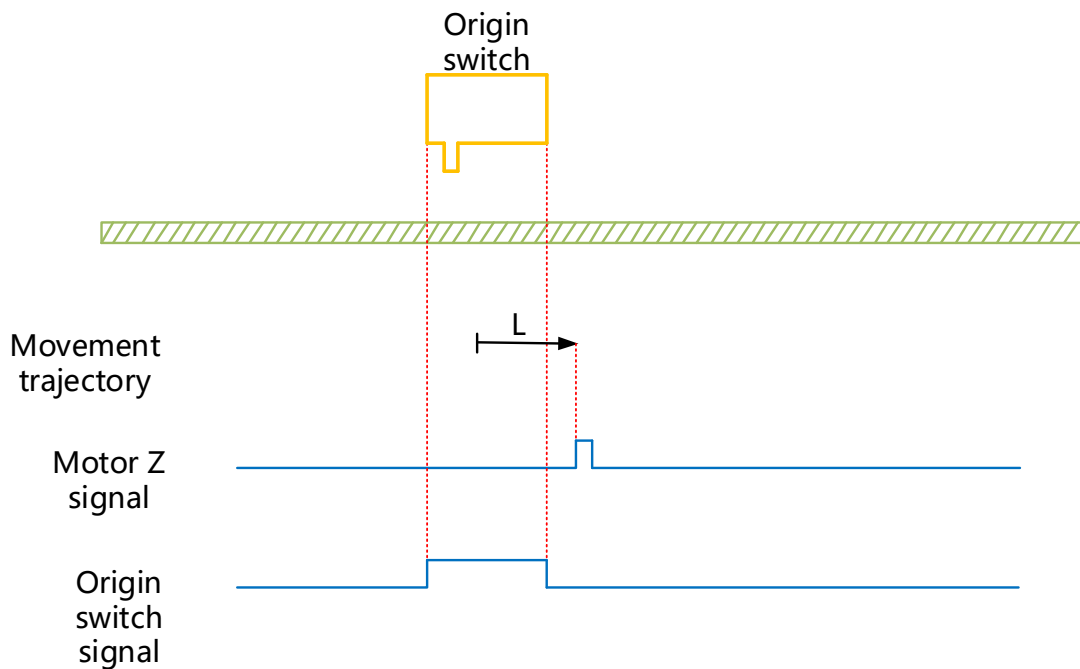 Origin
switch
L
Movement
trajectory
Motor Z
signal
Origin
switch
signal